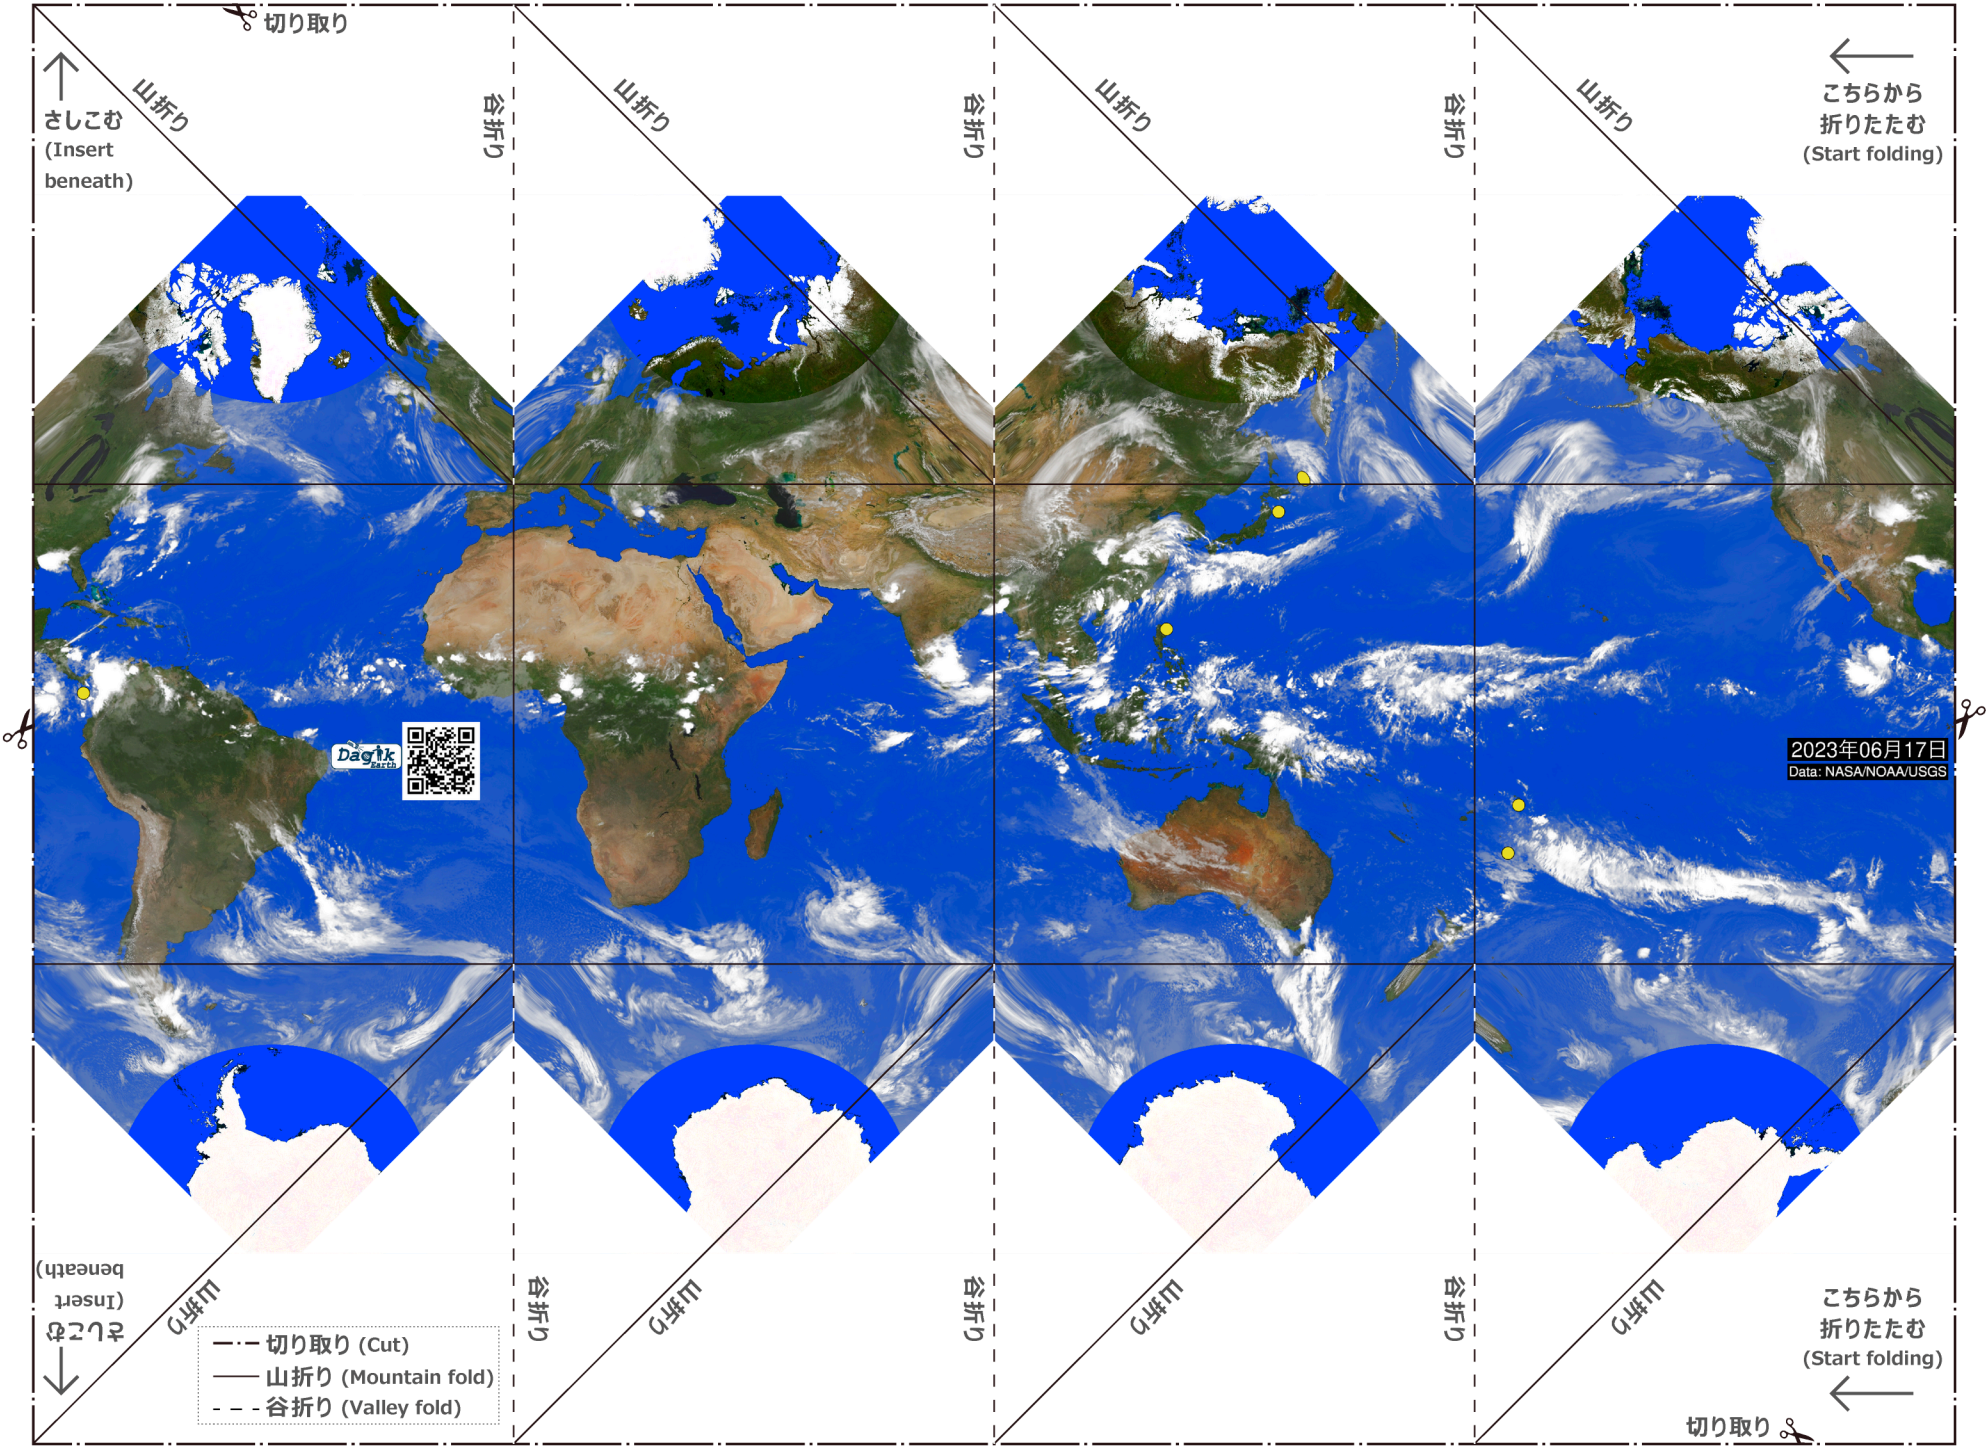 切り取り
さしこむ
(Insert
beneath)
山折り
谷折り
山折り
谷折り
山折り
谷折り
山折り
こちらから
折りたたむ
(Start folding)
Dagik
Earth
2023年06月17日
Data: NASA/NOAA/USGS
さしこむ
(Insert
beneath)
山折り
谷折り
山折り
谷折り
山折り
谷折り
山折り
こちらから
折りたたむ
(Start folding)
切り取り (Cut)
山折り (Mountain fold)
谷折り (Valley fold)
切り取り